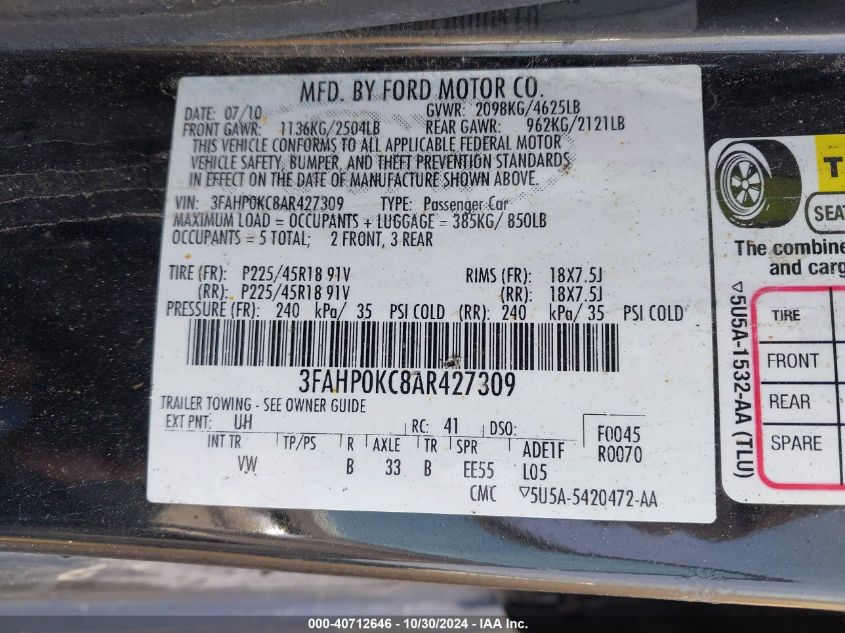 MFD. BY FORD MOTOR CO.
DATE: 07/10 GVWR: 2098KG/4625LB
FRONT GAWR: 1136KG/2504LB REAR GAWR: 962KG/2121LB
THIS VEHICLE CONFORMS TO ALL APPLICABLE FEDERAL MOTOR
VEHICLE SAFETY, BUMPER, AND THEFT PREVENTION STANDARDS
IN EFFECT ON THE DATE OF MANUFACTURE SHOWN ABOVE.
VIN: 3FAHP0KC8AR427309 TYPE: Passenger Car
MAXIMUM LOAD = OCCUPANTS + LUGGAGE = 385KG/ 850LB
OCCUPANTS = 5 TOTAL; 2 FRONT, 3 REAR
TIRE (FR): P225/45R18 91V RIMS (FR): 18X7.5J
(RR): P225/45R18 91V (RR): 18X7.5J
PRESSURE (FR): 240 kPa/ 35 PSI COLD (RR): 240 kPa/ 35 PSI COLD
3FAHP0KC8AR427309
TRAILER TOWING - SEE OWNER GUIDE
EXT PNT: UH RC: 41 DSO: F0045
INT TR TP/PS R AXLE TR SPR ADE1F R0070
VW B 33 B EE55 L05
CMC ▽5U5A-5420472-AA
T
SEA
The combine
and carg
TIRE
FRONT
REAR
SPARE
▽5U5A-1532-AA (TLU)
000-40712646 - 10/30/2024 - IAA Inc.